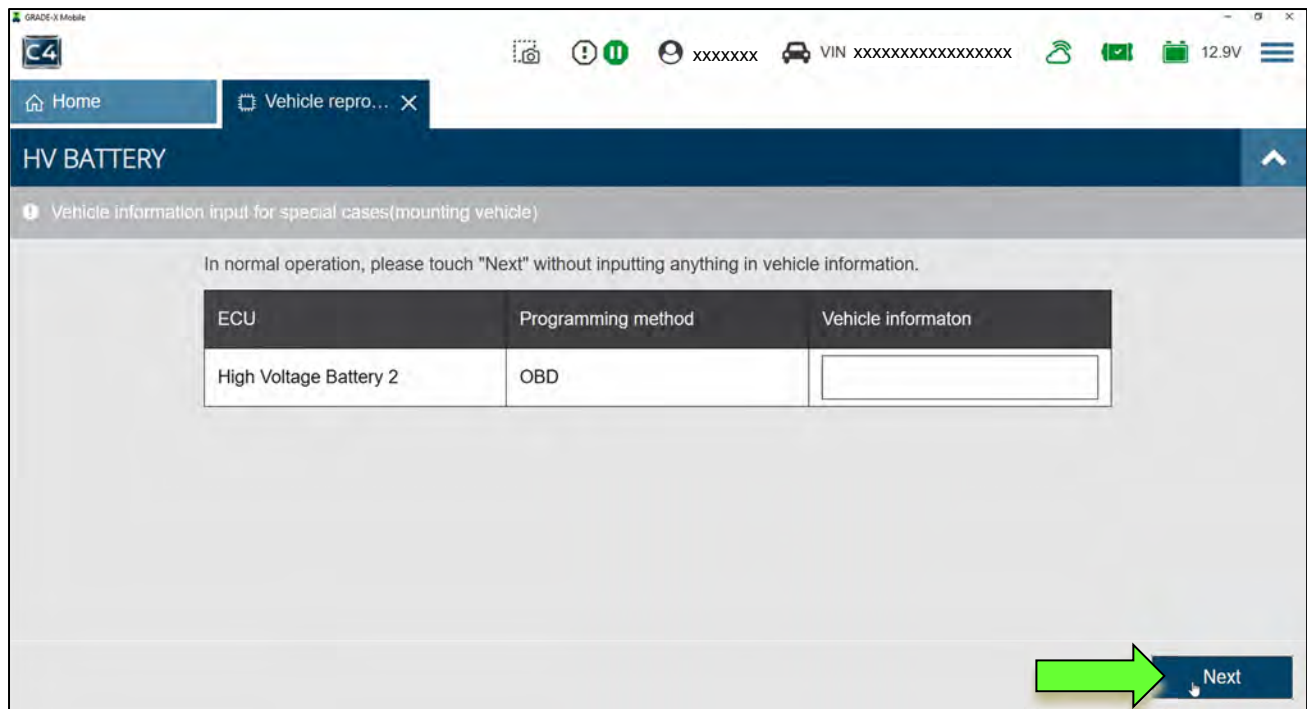 GRADE-X Mobile
C4
xxxxxxx VIN xxxxxxxxxxxxxxxxx 12.9V
Home Vehicle repro...
HV BATTERY
Vehicle information input for special cases(mounting vehicle)
In normal operation, please touch "Next" without inputting anything in vehicle information.
ECU Programming method Vehicle informaton
High Voltage Battery 2 OBD
Next